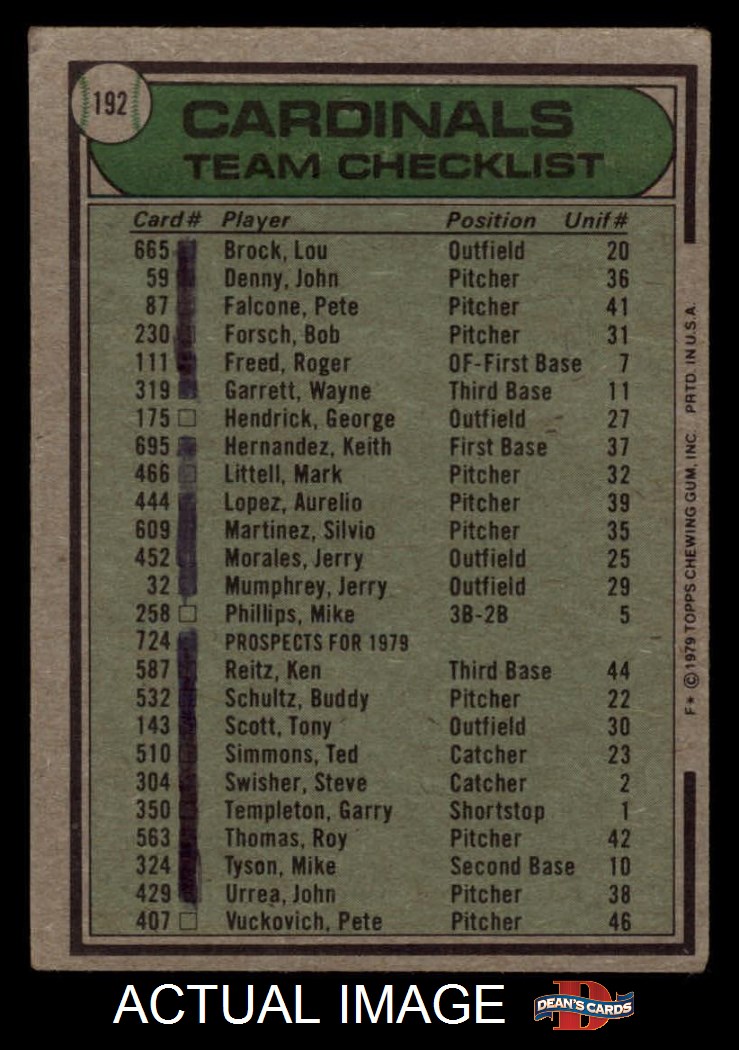 192
CARDINALS
TEAM CHECKLIST
Card# Player Position Unif#
665 Brock, Lou Outfield 20
59 Denny, John Pitcher 36
87 Falcone, Pete Pitcher 41
230 Forsch, Bob Pitcher 31
111 Freed, Roger OF-First Base 7
319 Garrett, Wayne Third Base 11
175 Hendrick, George Outfield 27
695 Hernandez, Keith First Base 37
466 Littell, Mark Pitcher 32
444 Lopez, Aurelio Pitcher 39
609 Martinez, Silvio Pitcher 35
452 Morales, Jerry Outfield 25
32 Mumphrey, Jerry Outfield 29
258 Phillips, Mike 3B-2B 5
724 PROSPECTS FOR 1979
587 Reitz, Ken Third Base 44
532 Schultz, Buddy Pitcher 22
143 Scott, Tony Outfield 30
510 Simmons, Ted Catcher 23
304 Swisher, Steve Catcher 2
350 Templeton, Garry Shortstop 1
563 Thomas, Roy Pitcher 42
324 Tyson, Mike Second Base 10
429 Urrea, John Pitcher 38
407 Vuckovich, Pete Pitcher 46
F* © 1979 TOPPS CHEWING GUM, INC. PRTD. IN U.S.A.
ACTUAL IMAGE
DEAN'S CARDS